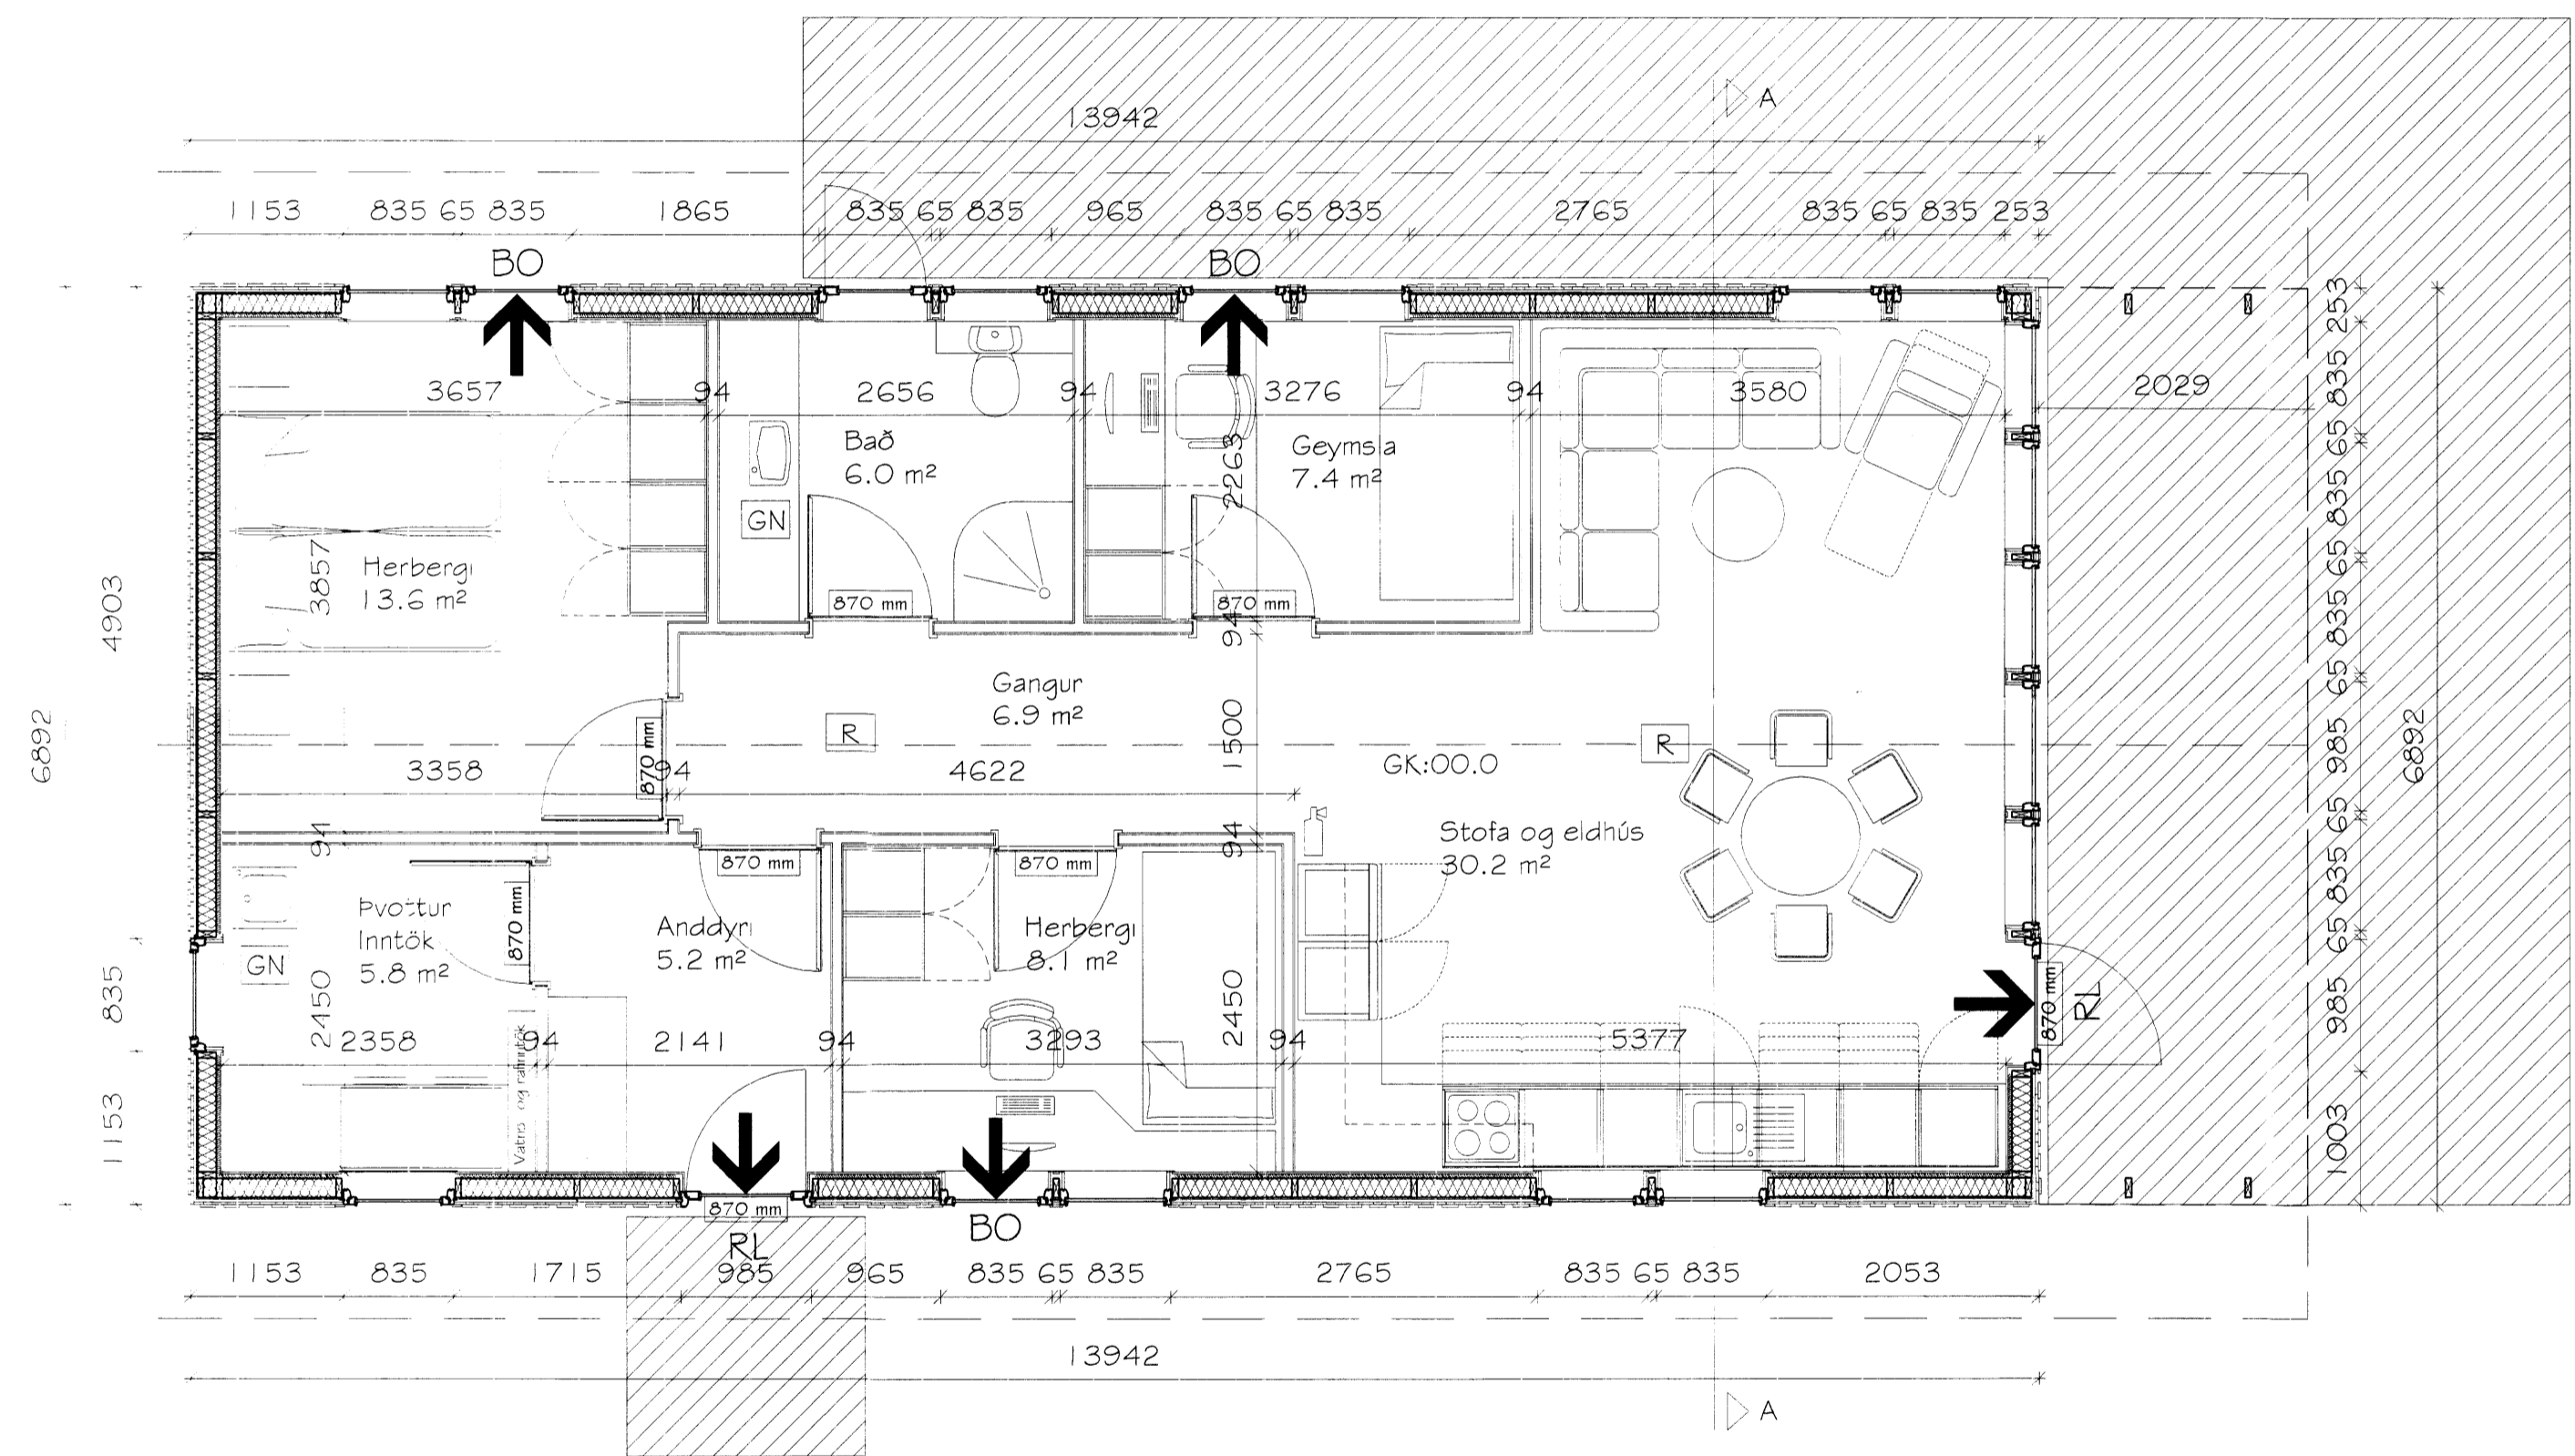 A
13942
1153 835 65 835 1865 835 65 835 965 835 65 835 2765 835 65 835 253
BO
BO
3657 94 2656 94 3276 94 3580 2029
Bað
6.0 m²
Geymsla
7.4 m²
2263
GN
Herbergi
13.6 m²
3857
870 mm
870 mm
94
4903
835
1153
6892
Gangur
6.9 m²
R
R
1500
870 mm
3358 94 4622
GK:00.0
Stofa og eldhús
30.2 m²
94
94
870 mm
870 mm
870 mm
Þvottur
Inntök
5.8 m²
GN
Anddyri
5.2 m²
Herbergi
8.1 m²
2450
2450
2358 94 2141 94 3293 94 5377
Vatns og rafinntök
870 mm
RL
253
835
65
835
65
835
65
985
65
835
65
985
1003
6892
870 mm
RL
BO
1153 835 1715 985 965 835 65 835 2765 835 65 835 2053
13942
A